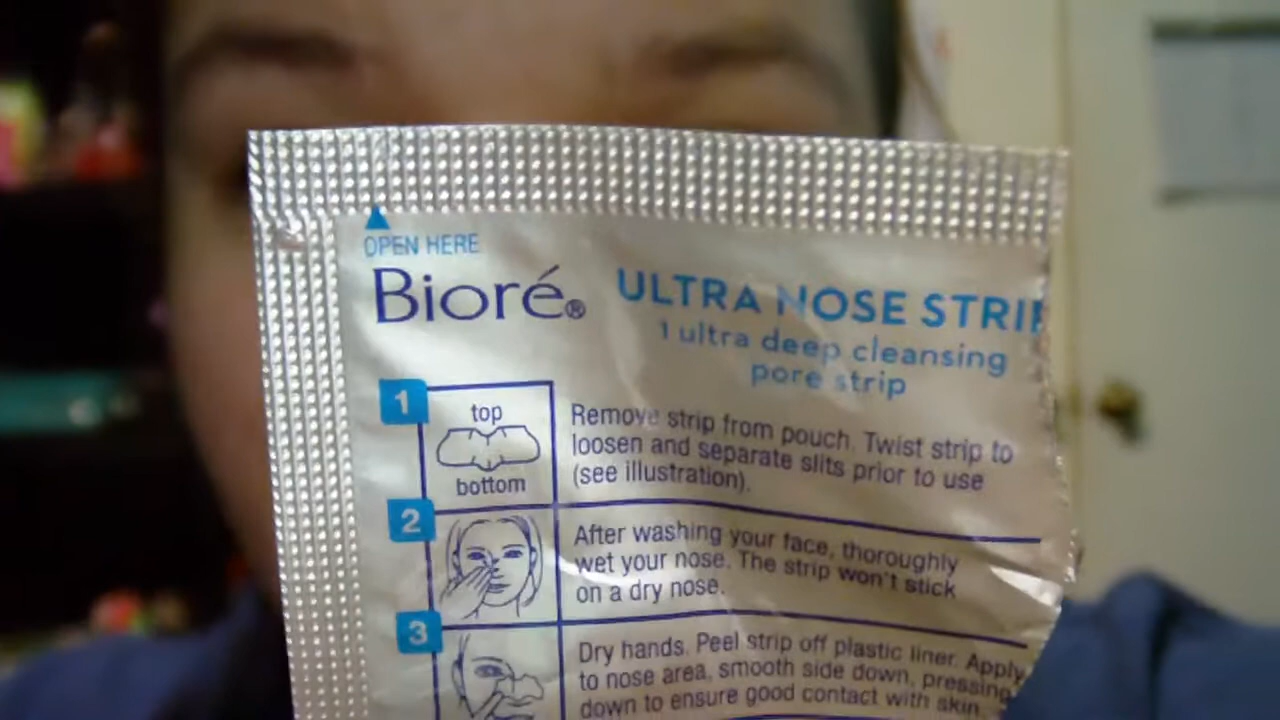 OPEN HERE
Bioré®
ULTRA NOSE STRIP
1 ultra deep cleansing
pore strip
1
top
bottom
Remove strip from pouch. Twist strip to
loosen and separate slits prior to use
(see illustration).
2
After washing your face, thoroughly
wet your nose. The strip won't stick
on a dry nose.
3
Dry hands. Peel strip off plastic liner. Apply
to nose area, smooth side down, pressing
down to ensure good contact with skin.